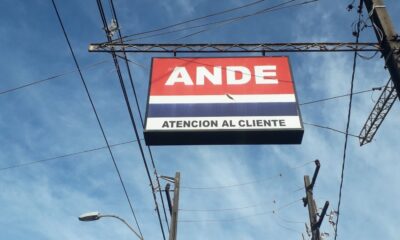 ANDE
ATENCION AL CLIENTE